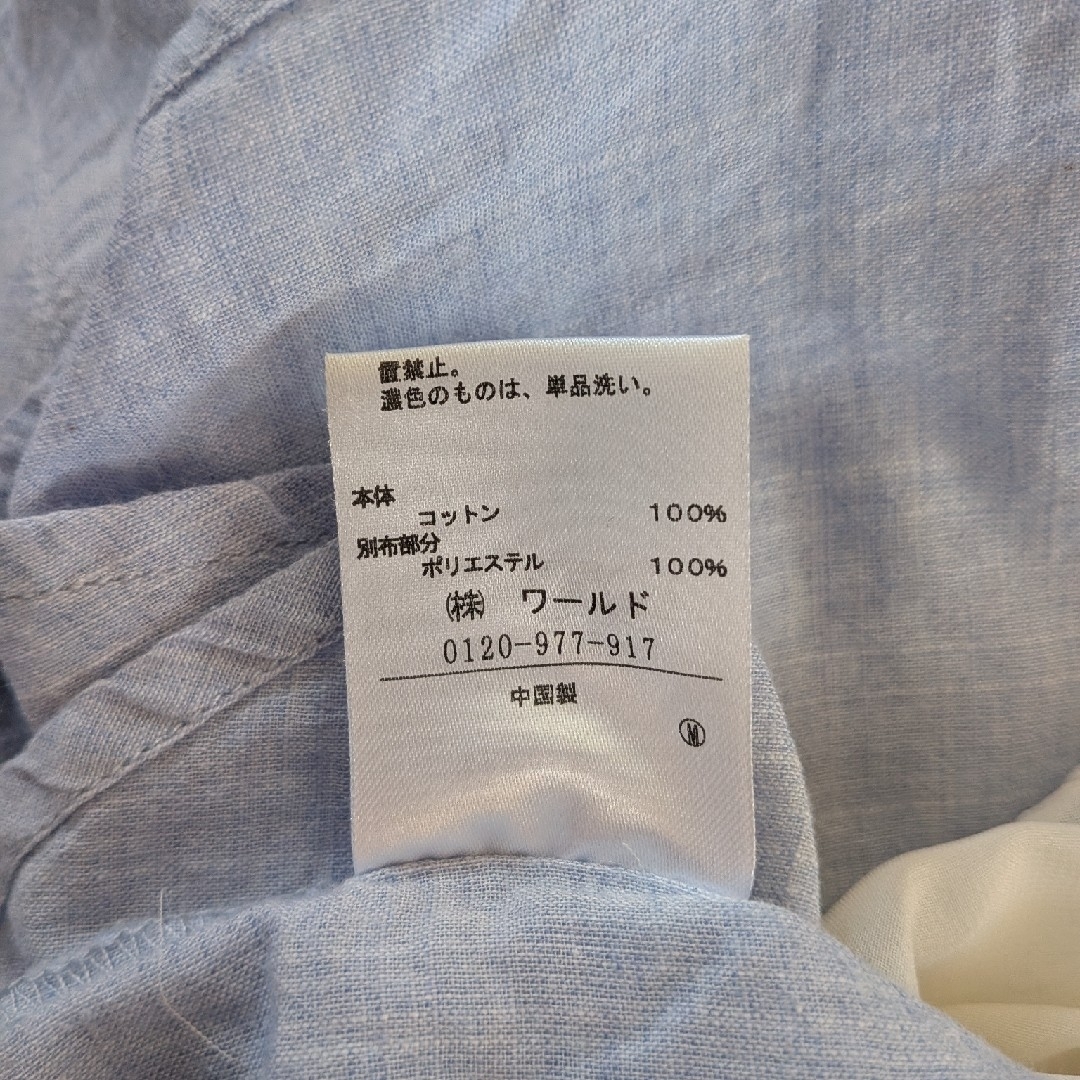 置禁止。
濃色のものは、単品洗い。
本体
コットン 100%
別布部分
ポリエステル 100%
㈱ ワールド
0120-977-917
中国製
Ⓜ